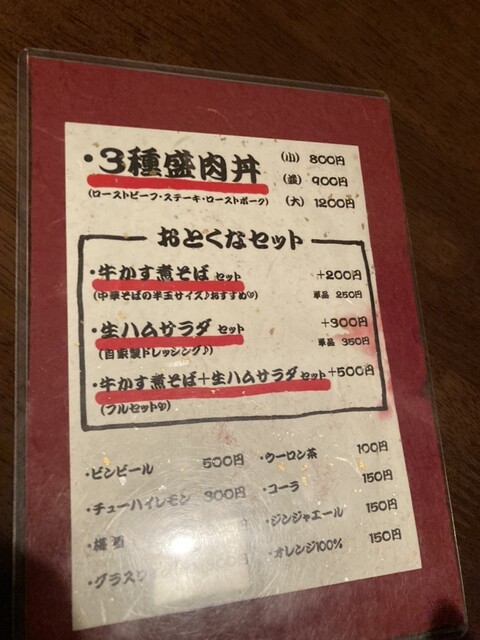 ・3種盛肉丼 (小) 800円
(並) 900円
(ローストビーフ・ステーキ・ローストポーク) (大) 1200円
おとくなセット
・牛かす煮そば セット +200円
(中華そばの半玉サイズ♪おすすめ♡) 単品 250円
・生ハムサラダ セット +300円
(自家製ドレッシング♪) 単品 350円
・牛かす煮そば+生ハムサラダセット +500円
(フルセット♡)
・ビンビール 500円
・チューハイレモン 300円
・梅酒
・グラスワ
・ウーロン茶 100円
・コーラ 150円
・ジンジャエール 150円
・オレンジ100% 150円